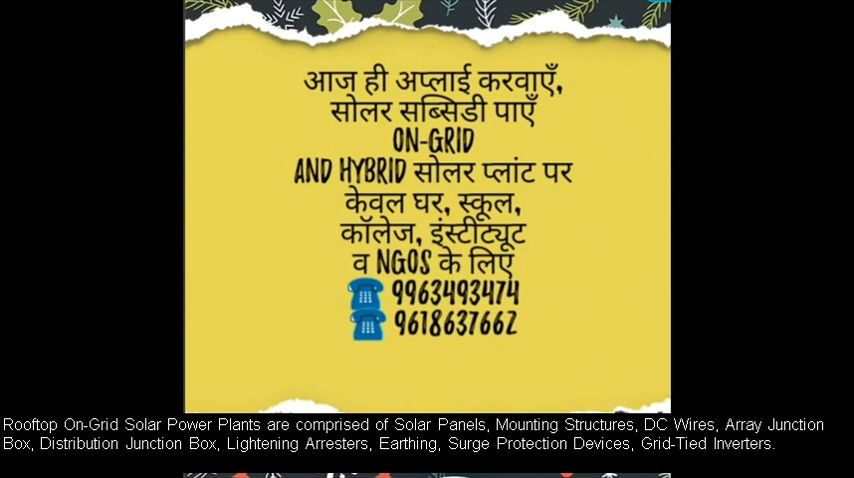 आज ही अप्लाई करवाएँ,
सोलर सब्सिडी पाएँ
ON-GRID
AND HYBRID सोलर प्लांट पर
केवल घर, स्कूल,
कॉलेज, इंस्टीट्यूट
व NGOS के लिए
9963493474
9618637662
Rooftop On-Grid Solar Power Plants are comprised of Solar Panels, Mounting Structures, DC Wires, Array Junction
Box, Distribution Junction Box, Lightening Arresters, Earthing, Surge Protection Devices, Grid-Tied Inverters.